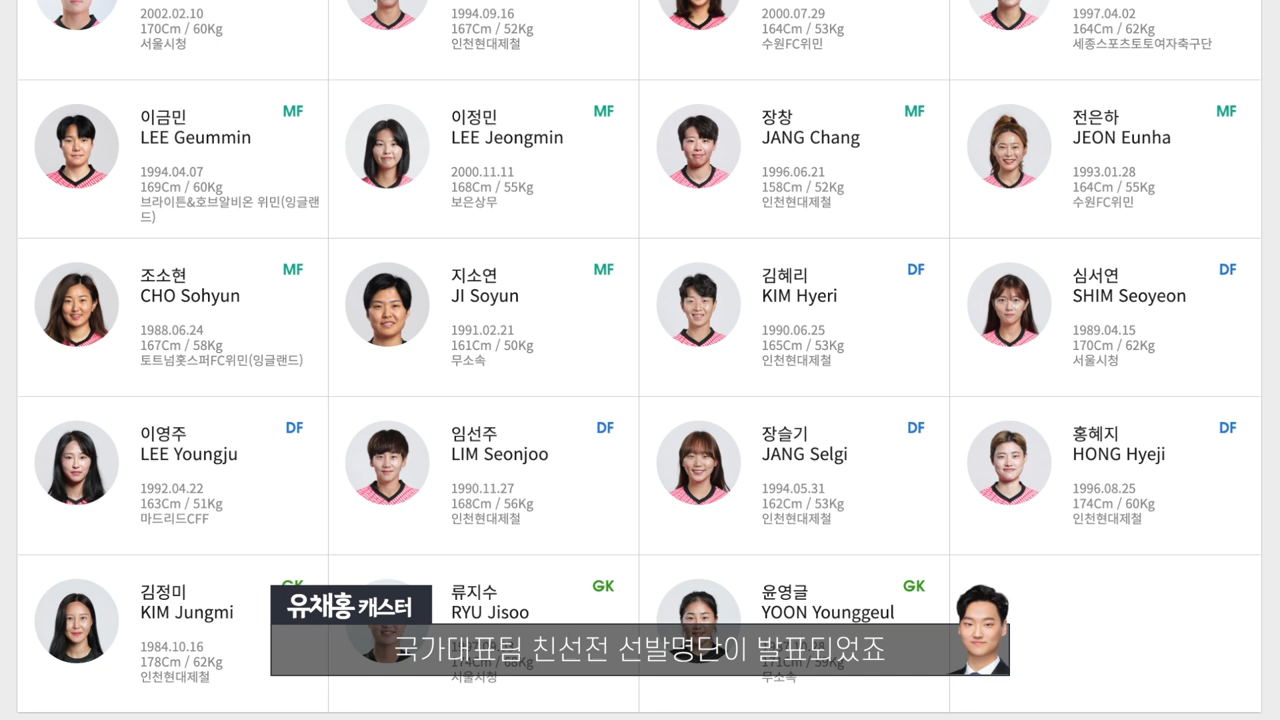 2002.02.10
170Cm / 60Kg
서울시청
1994.09.16
167Cm / 52Kg
인천현대제철
2000.07.29
164Cm / 53Kg
수원FC위민
1997.04.02
164Cm / 62Kg
세종스포츠토토여자축구단
이금민
MF
LEE Geummin
1994.04.07
169Cm / 60Kg
브라이튼&호브알비온 위민(잉글랜
드)
이정민
MF
LEE Jeongmin
2000.11.11
168Cm / 55Kg
보은상무
장창
MF
JANG Chang
1996.06.21
158Cm / 52Kg
인천현대제철
전은하
MF
JEON Eunha
1993.01.28
164Cm / 55Kg
수원FC위민
조소현
MF
CHO Sohyun
1988.06.24
167Cm / 58Kg
토트넘홋스퍼FC위민(잉글랜드)
지소연
MF
JI Soyun
1991.02.21
161Cm / 50Kg
무소속
김혜리
DF
KIM Hyeri
1990.06.25
165Cm / 53Kg
인천현대제철
심서연
DF
SHIM Seoyeon
1989.04.15
170Cm / 62Kg
서울시청
이영주
DF
LEE Youngju
1992.04.22
163Cm / 51Kg
마드리드CFF
임선주
DF
LIM Seonjoo
1990.11.27
168Cm / 56Kg
인천현대제철
장슬기
DF
JANG Selgi
1994.05.31
162Cm / 53Kg
인천현대제철
홍혜지
DF
HONG Hyeji
1996.08.25
174Cm / 60Kg
인천현대제철
김정미
GK
KIM Jungmi
1984.10.16
178Cm / 62Kg
인천현대제철
류지수
GK
RYU Jisoo
서울시청
윤영글
GK
YOON Younggeul
171Cm / 59Kg
무소속
유채홍 캐스터
국가대표팀 친선전 선발명단이 발표되었죠